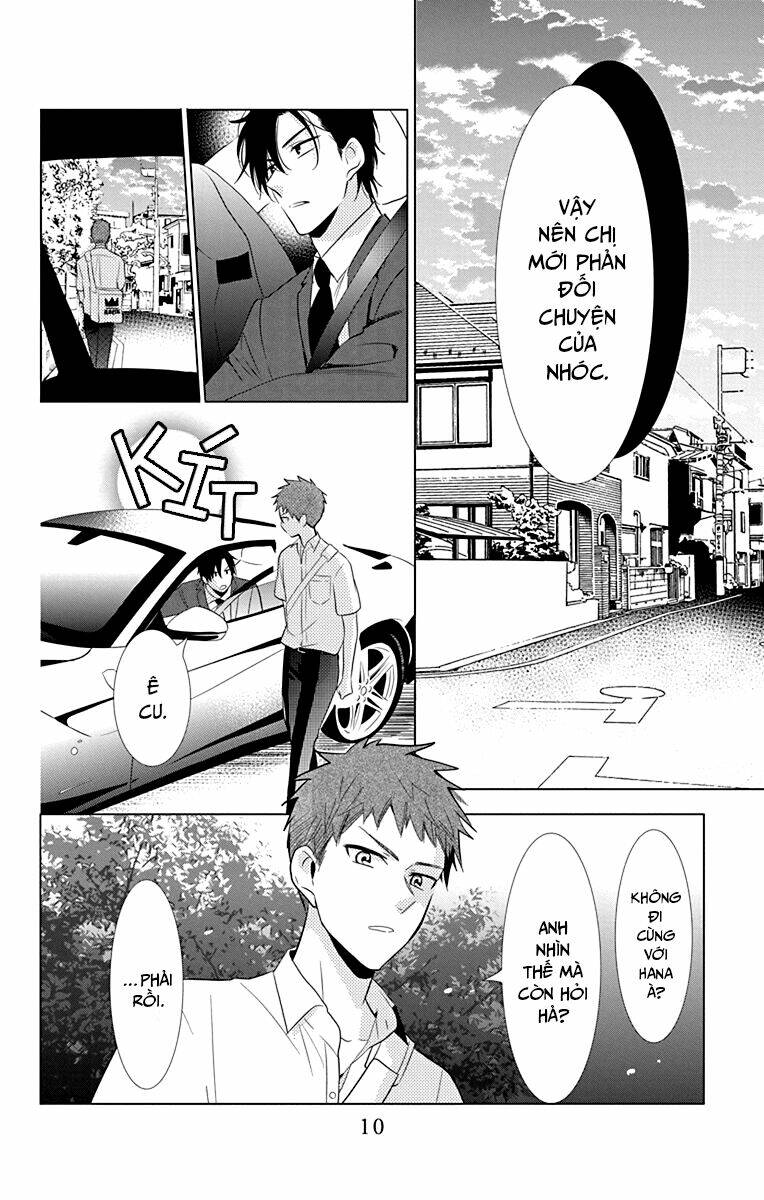 VẬY
NÊN CHỊ
MỚI PHẢN
ĐỐI
CHUYỆN
CỦA
NHÓC.
KÍT
Ê
CU.
KHÔNG
ĐI
CÙNG
VỚI
HANA
À?
ANH
NHÌN
THẾ MÀ
CÒN HỎI
HẢ?
...PHẢI
RỒI.
10